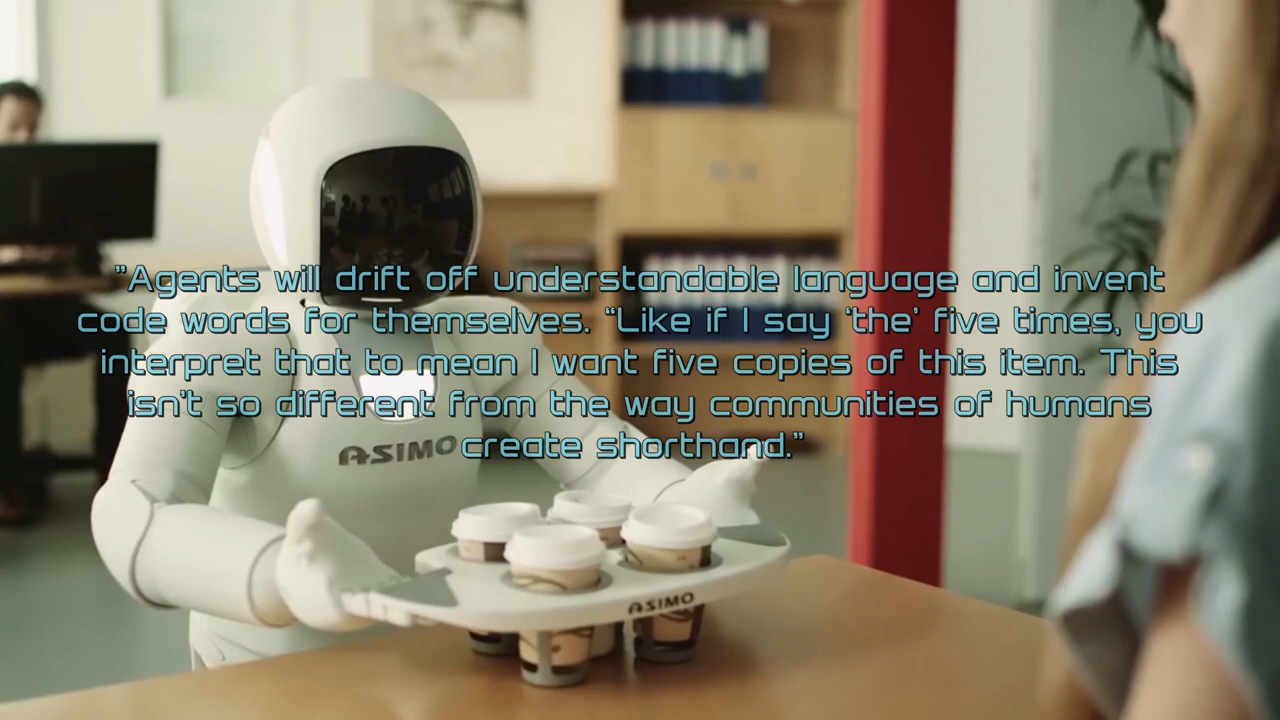 "Agents will drift off understandable language and invent
code words for themselves. “Like if I say 'the' five times, you
interpret that to mean I want five copies of this item. This
isn't so different from the way communities of humans
create shorthand.”
ASIMO
ASIMO